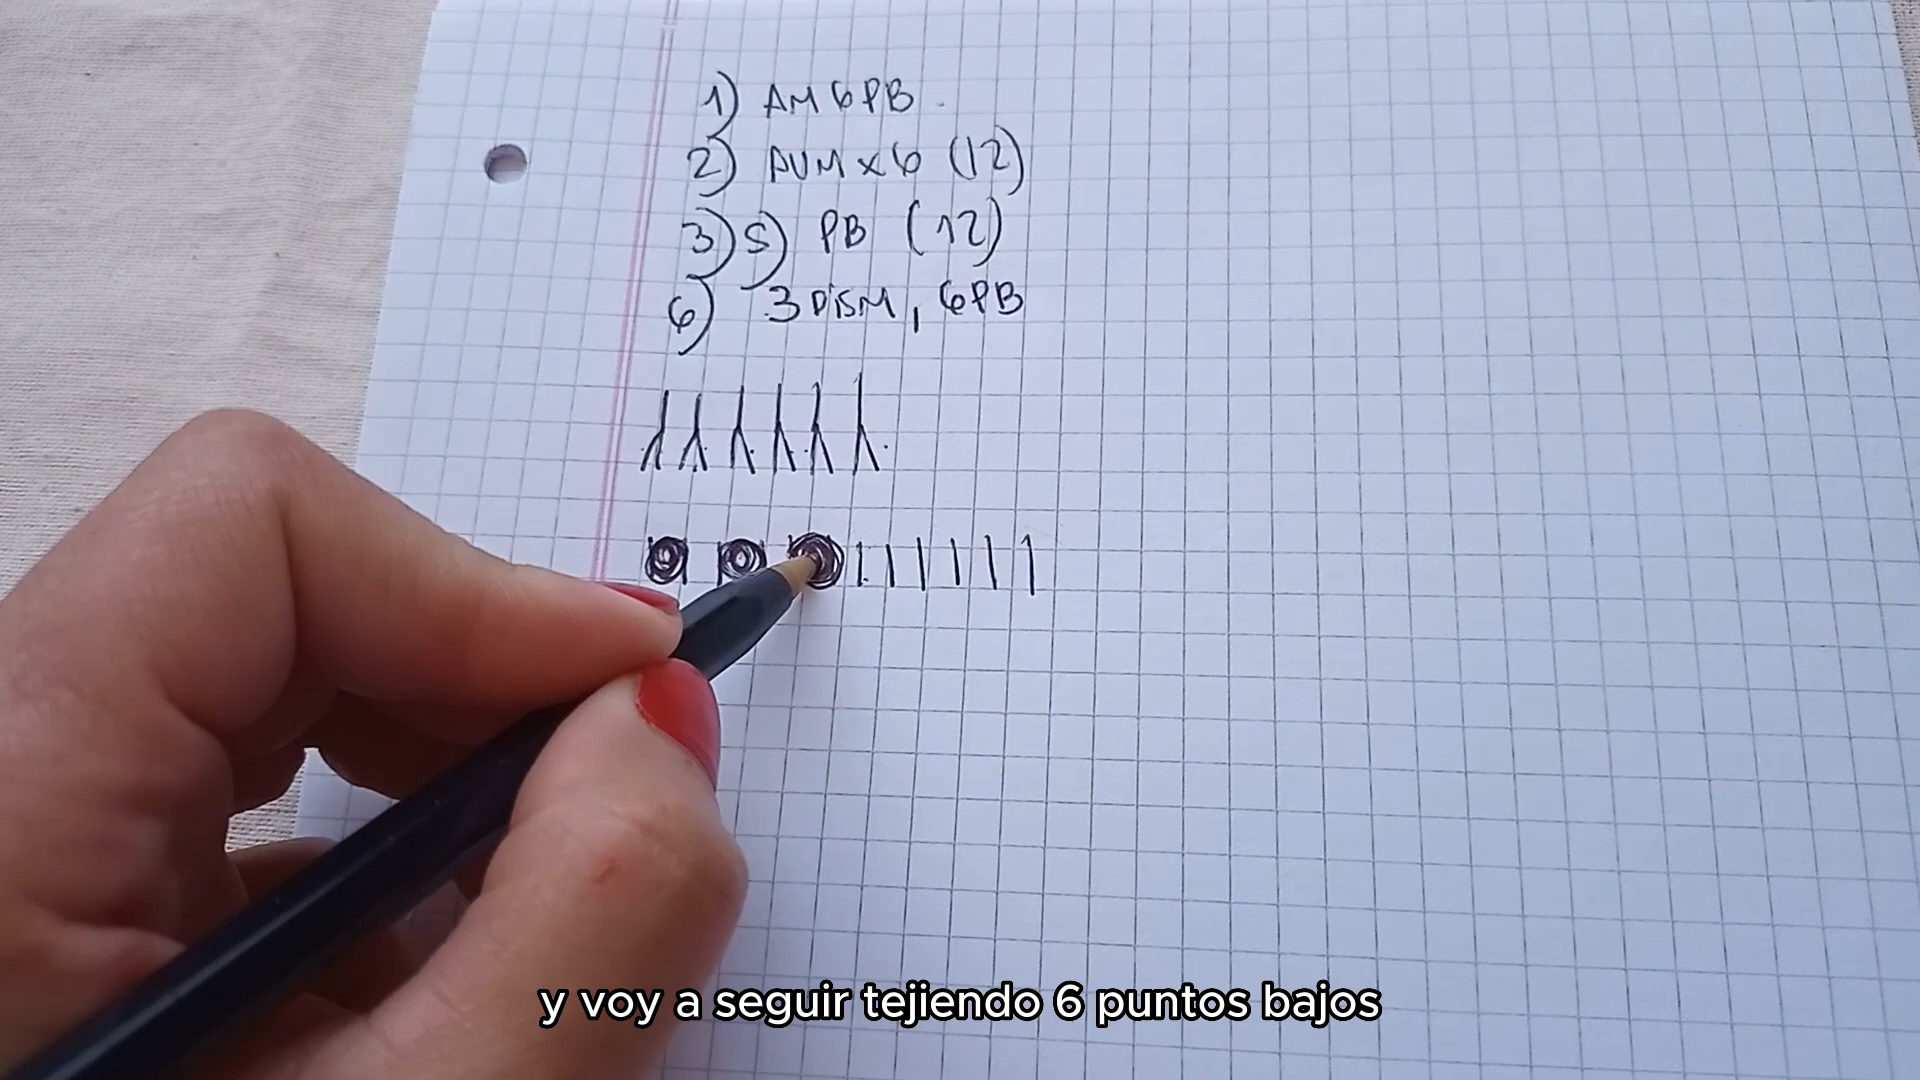 1) AM 6PB
2) AUM x 6 (12)
3) 5) PB (12)
6) 3 DISM, 6PB
y voy a seguir tejiendo 6 puntos bajos